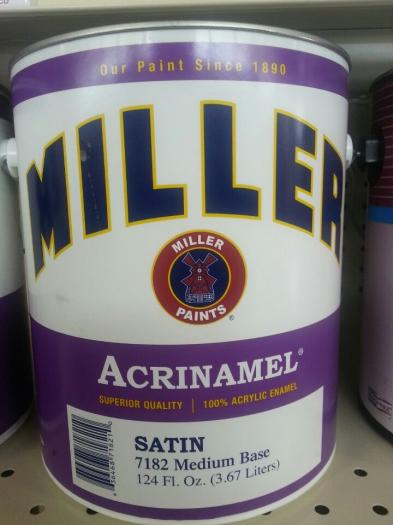 Our Paint Since 1890
MILLER
MILLER
PAINTS
ACRINAMEL®
SUPERIOR QUALITY | 100% ACRYLIC ENAMEL
SATIN
7182 Medium Base
124 Fl. Oz. (3.67 Liters)